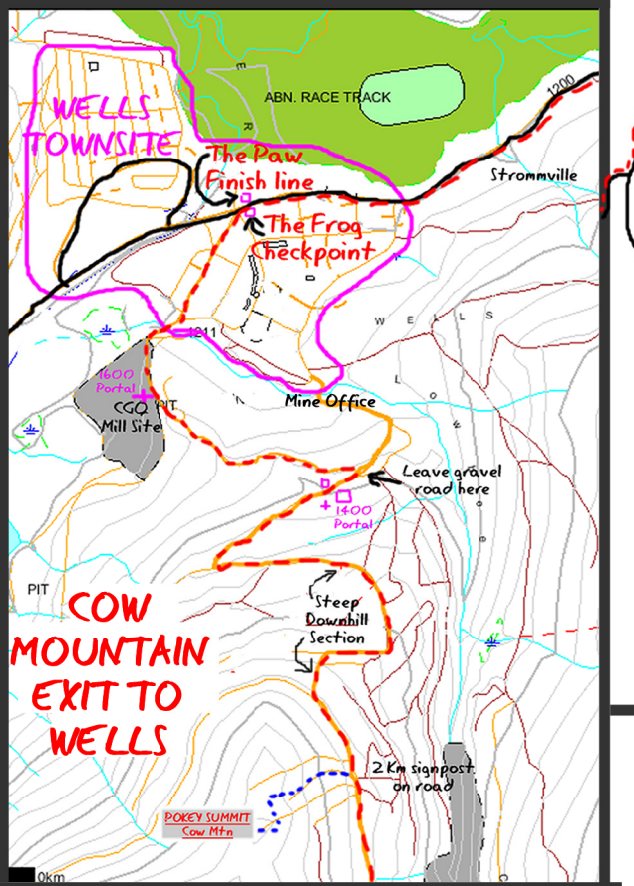 1200
E
ABN. RACE TRACK
R
WELLS
TOWNSITE
The Paw
Finish line
Strommville
The Frog
Checkpoint
W E L L S
1211
1600
Portal
PIT
CGQ
Mill Site
Mine Office
L O W
Leave gravel
road here
1400
Portal
e
PIT
Steep
Downhill
Section
COW
MOUNTAIN
EXIT TO
WELLS
2 Km signpost
on road
POKEY SUMMIT
Cow Mtn
0km